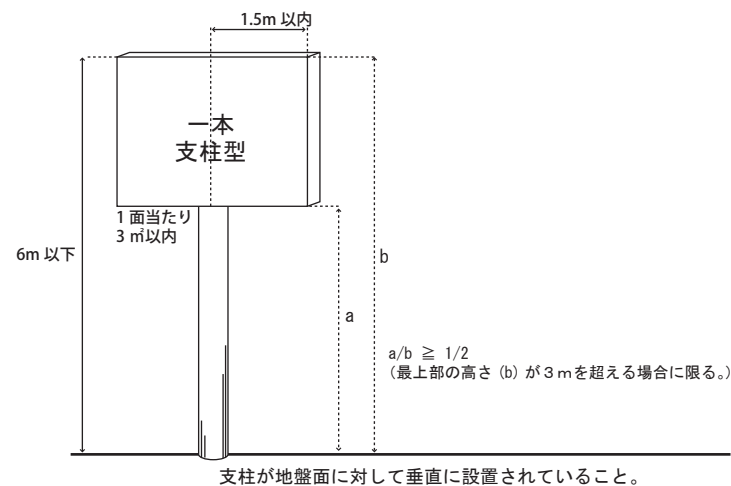 1.5m 以内
一本
支柱型
1 面当たり
3 ㎡以内
6m 以下
b
a
a/b ≧ 1/2
（最上部の高さ (b) が３ｍを超える場合に限る。）
支柱が地盤面に対して垂直に設置されていること。